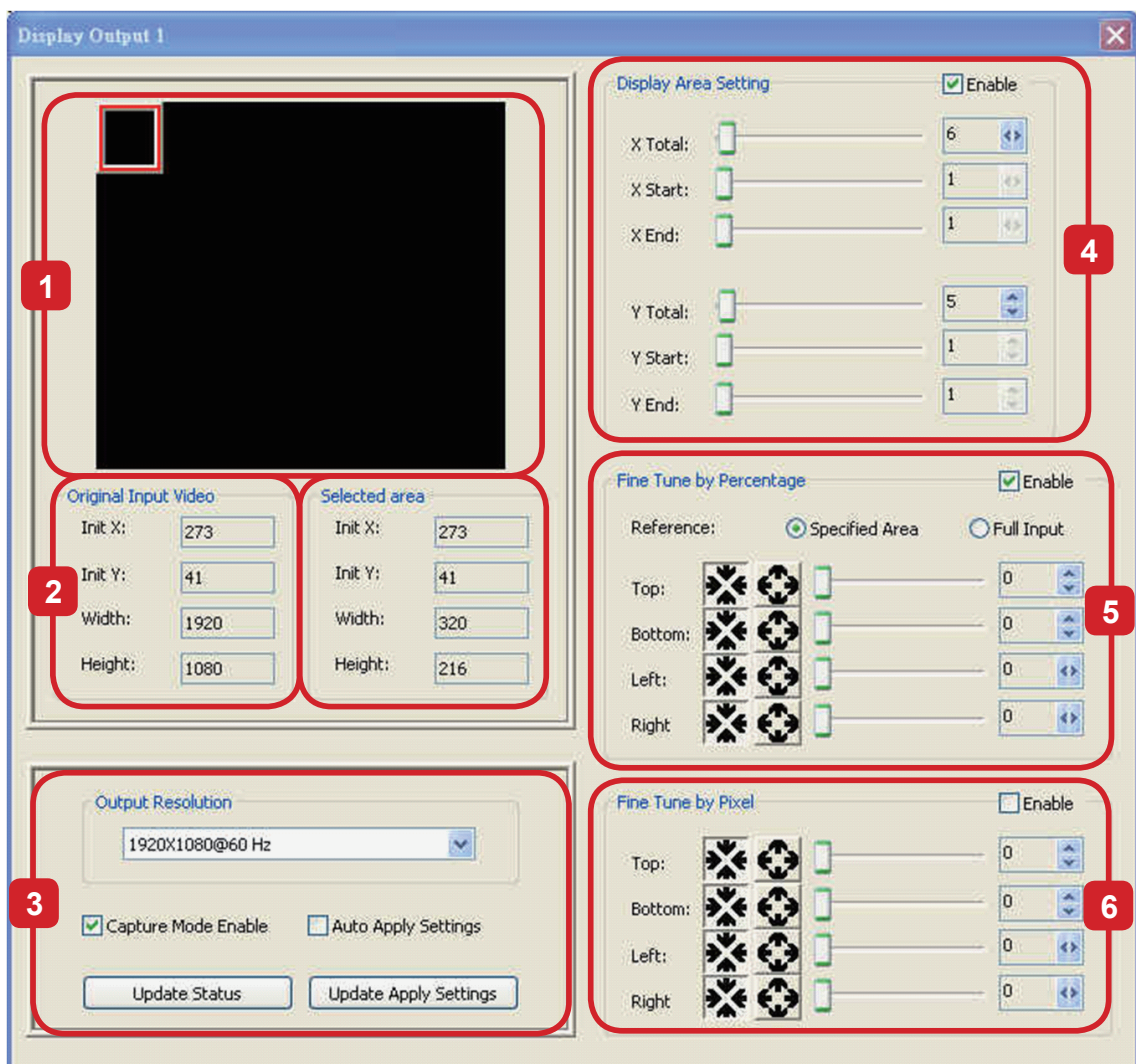 Display Output 1
1
Original Input Video
Init X: 273
Init Y: 41
Width: 1920
Height: 1080
2
Selected area
Init X: 273
Init Y: 41
Width: 320
Height: 216
Output Resolution
1920X1080@60 Hz
3
Capture Mode Enable
Auto Apply Settings
Update Status
Update Apply Settings
Display Area Setting
Enable
X Total: 6
X Start: 1
X End: 1
4
Y Total: 5
Y Start: 1
Y End: 1
Fine Tune by Percentage
Enable
Reference: Specified Area Full Input
Top: 0
5
Bottom: 0
Left: 0
Right 0
Fine Tune by Pixel
Enable
Top: 0
Bottom: 0
6
Left: 0
Right 0